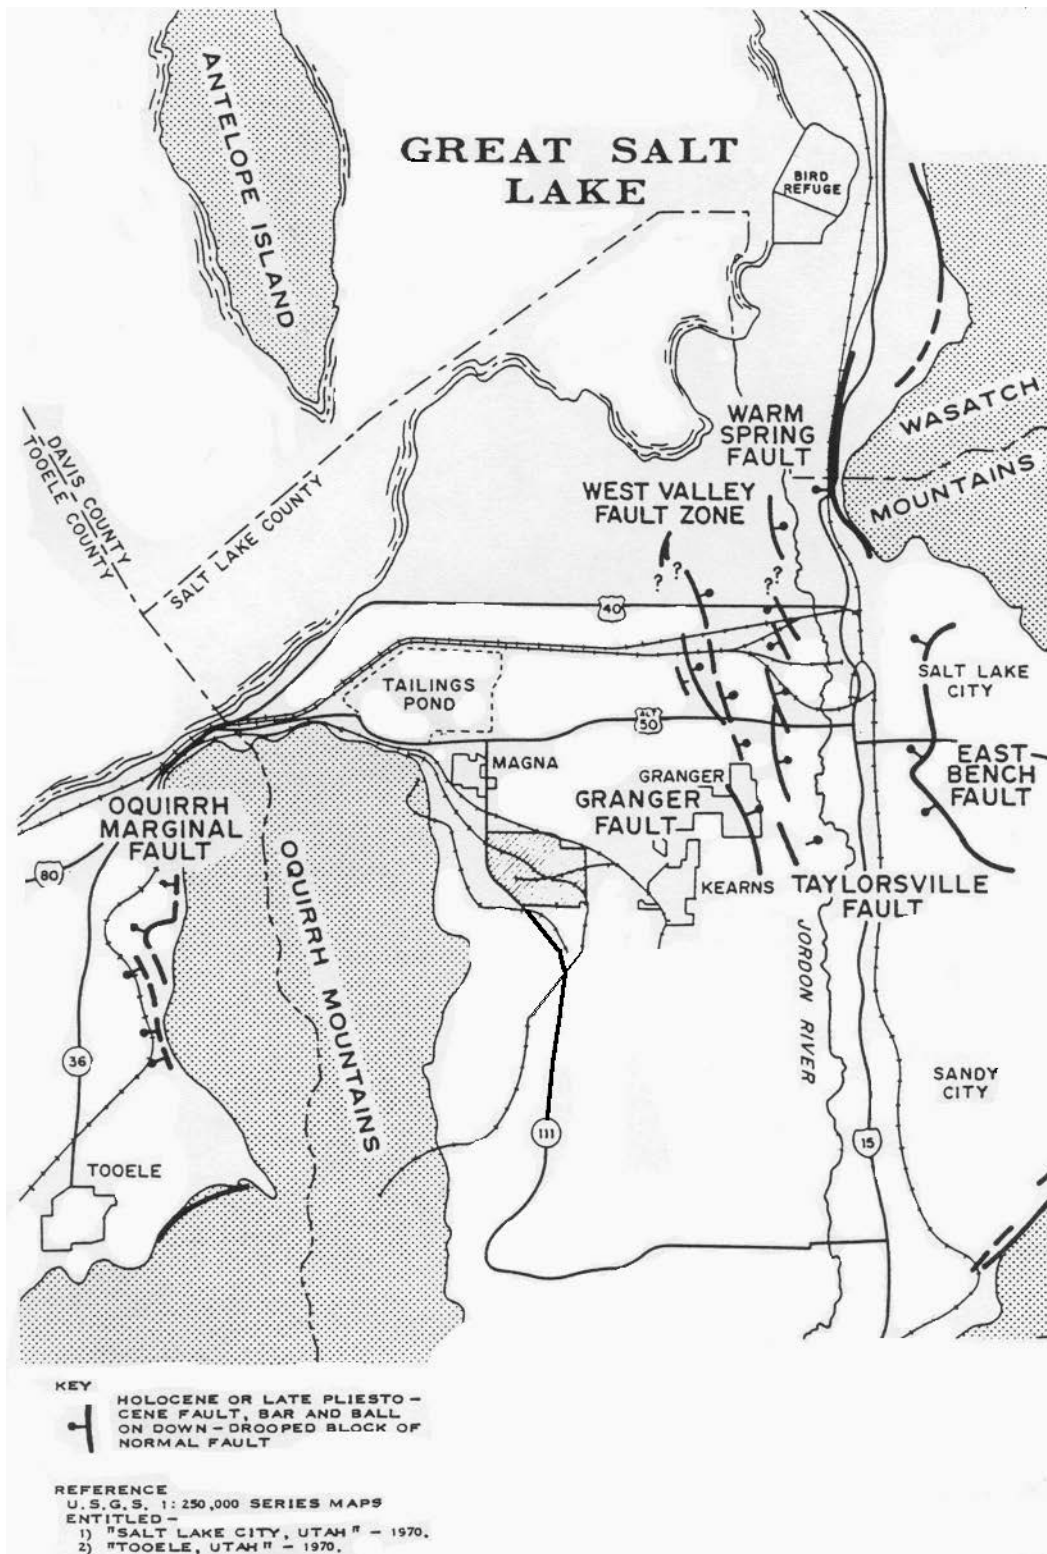 ANTELOPE ISLAND
GREAT SALT
LAKE
BIRD
REFUGE
WASATCH
MOUNTAINS
WARM
SPRING
FAULT
WEST VALLEY
FAULT ZONE
DAVIS COUNTY
TOOELE COUNTY
SALT LAKE COUNTY
?
?
?
?
40
TAILINGS
POND
SALT LAKE
CITY
ALT
50
MAGNA
GRANGER
GRANGER
FAULT
EAST
BENCH
FAULT
OQUIRRH
MARGINAL
FAULT
80
OQUIRRH MOUNTAINS
KEARNS
TAYLORSVILLE
FAULT
JORDON RIVER
36
SANDY
CITY
111
15
TOOELE
KEY
HOLOCENE OR LATE PLIESTO-
CENE FAULT, BAR AND BALL
ON DOWN-DROOPED BLOCK OF
NORMAL FAULT
REFERENCE
U.S.G.S. 1:250,000 SERIES MAPS
ENTITLED-
1) "SALT LAKE CITY, UTAH" - 1970.
2) "TOOELE, UTAH" - 1970.